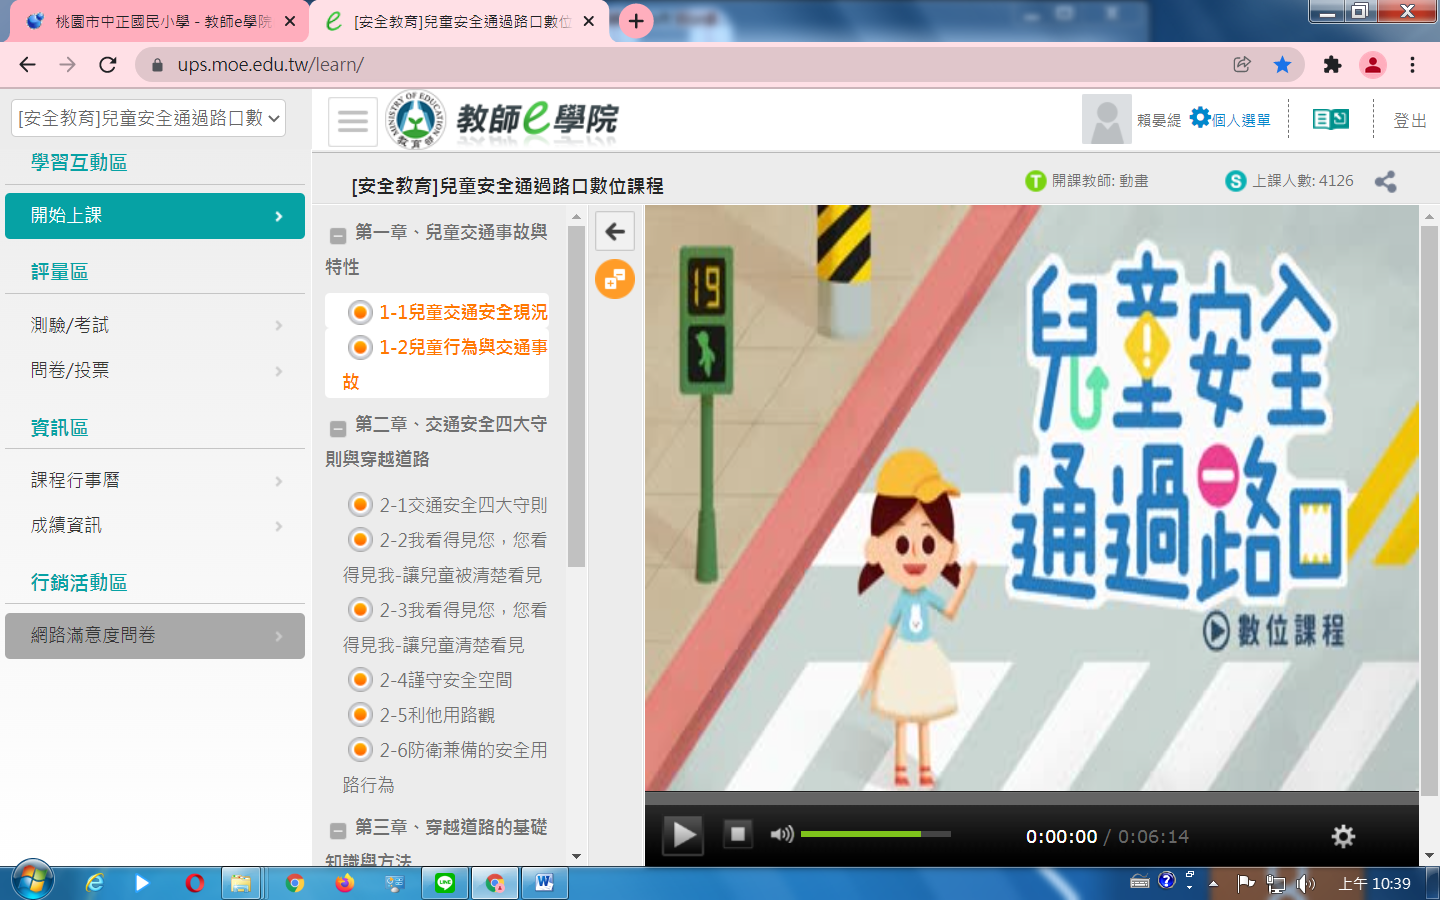 桃園市中正國民小學 - 教師e學院
[安全教育]兒童安全通過路口數位
ups.moe.edu.tw/learn/
[安全教育]兒童安全通過路口數
MINISTRY OF EDUCATION
教育部
教師e學院
賴晏緹
個人選單
登出
學習互動區
開始上課
評量區
測驗/考試
問卷/投票
資訊區
課程行事曆
成績資訊
行銷活動區
網路滿意度問卷
[安全教育]兒童安全通過路口數位課程
T 開課教師: 動畫
S 上課人數: 4126
第一章、兒童交通事故與
特性
1-1兒童交通安全現況
1-2兒童行為與交通事
故
第二章、交通安全四大守
則與穿越道路
2-1交通安全四大守則
2-2我看得見您，您看
得見我-讓兒童被清楚看見
2-3我看得見您，您看
得見我-讓兒童清楚看見
2-4謹守安全空間
2-5利他用路觀
2-6防衛兼備的安全用
路行為
第三章、穿越道路的基礎
知識與方法
19
兒童安全
通過路口
數位課程
0:00:00 / 0:06:14
LINE
上午 10:39